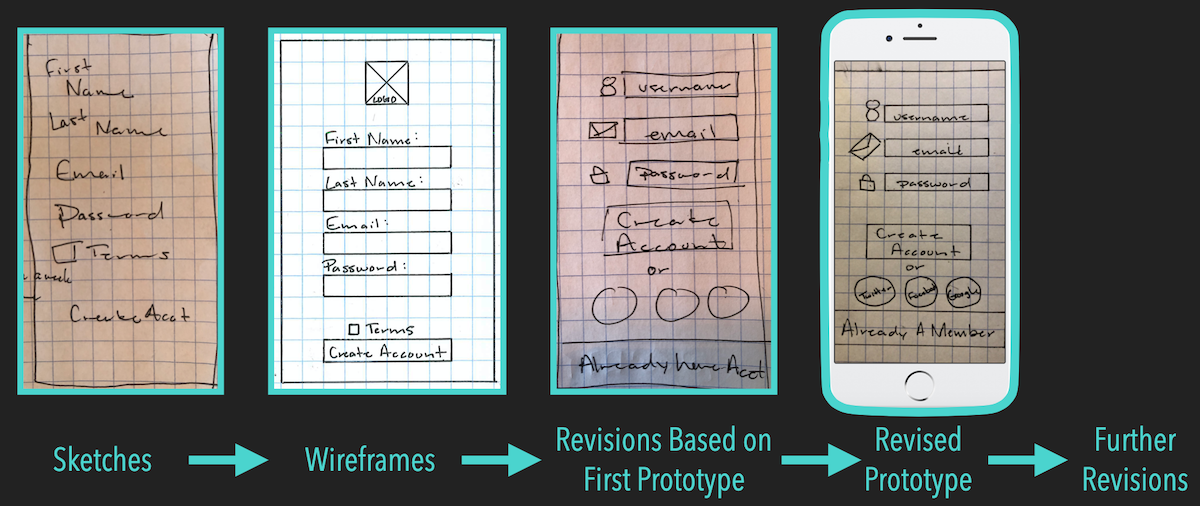 First
Name
Last
Name
Email
Password
Terms
a week
Create Acct
LOGO
First Name:
Last Name:
Email:
Password:
Terms
Create Account
username
email
password
Create
Account
or
Already have Acct
username
email
password
Create
Account
or
Twitter
Google
Already A Member
Sketches
Wireframes
Revisions Based on
First Prototype
Revised
Prototype
Further
Revisions